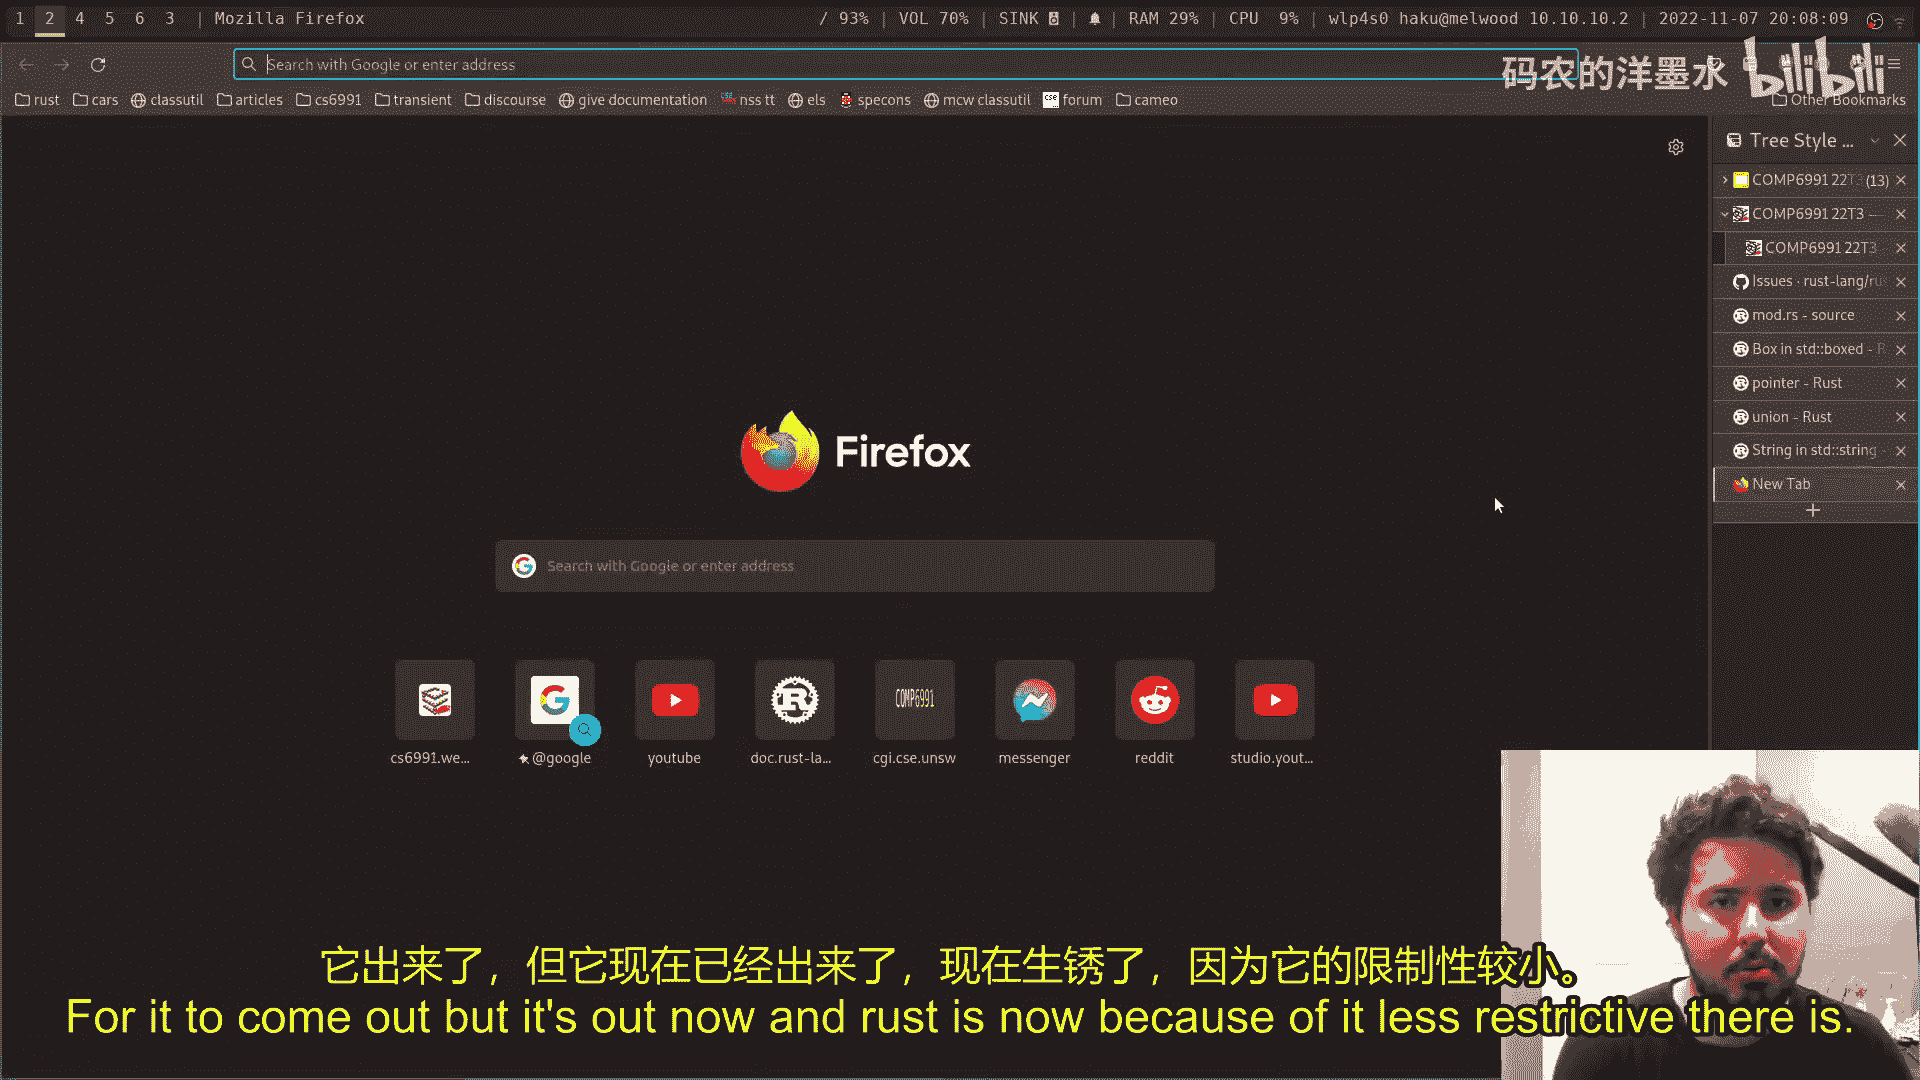 1 2 4 5 6 3 | Mozilla Firefox / 93% | VOL 70% | SINK | | RAM 29% | CPU 9% | wlp4s0 haku@melwood 10.10.10.2 | 2022-11-07 20:08:09
Search with Google or enter address
码农的洋墨水 bilibili
rust cars classutil articles cs6991 transient discourse give documentation nss tt els specons mcw classutil forum cameo Other Bookmarks
Tree Style ...
COMP6991 22T3 (13)
COMP6991 22T3 —
COMP6991 22T3
Issues · rust-lang/ru
mod.rs - source
Box in std::boxed - R
pointer - Rust
union - Rust
String in std::string -
New Tab
Firefox
Search with Google or enter address
COMP6991
cs6991.we... @google youtube doc.rust-la... cgi.cse.unsw messenger reddit studio.yout...
它出来了，但它现在已经出来了，现在生锈了，因为它的限制性较小。
For it to come out but it's out now and rust is now because of it less restrictive there is.